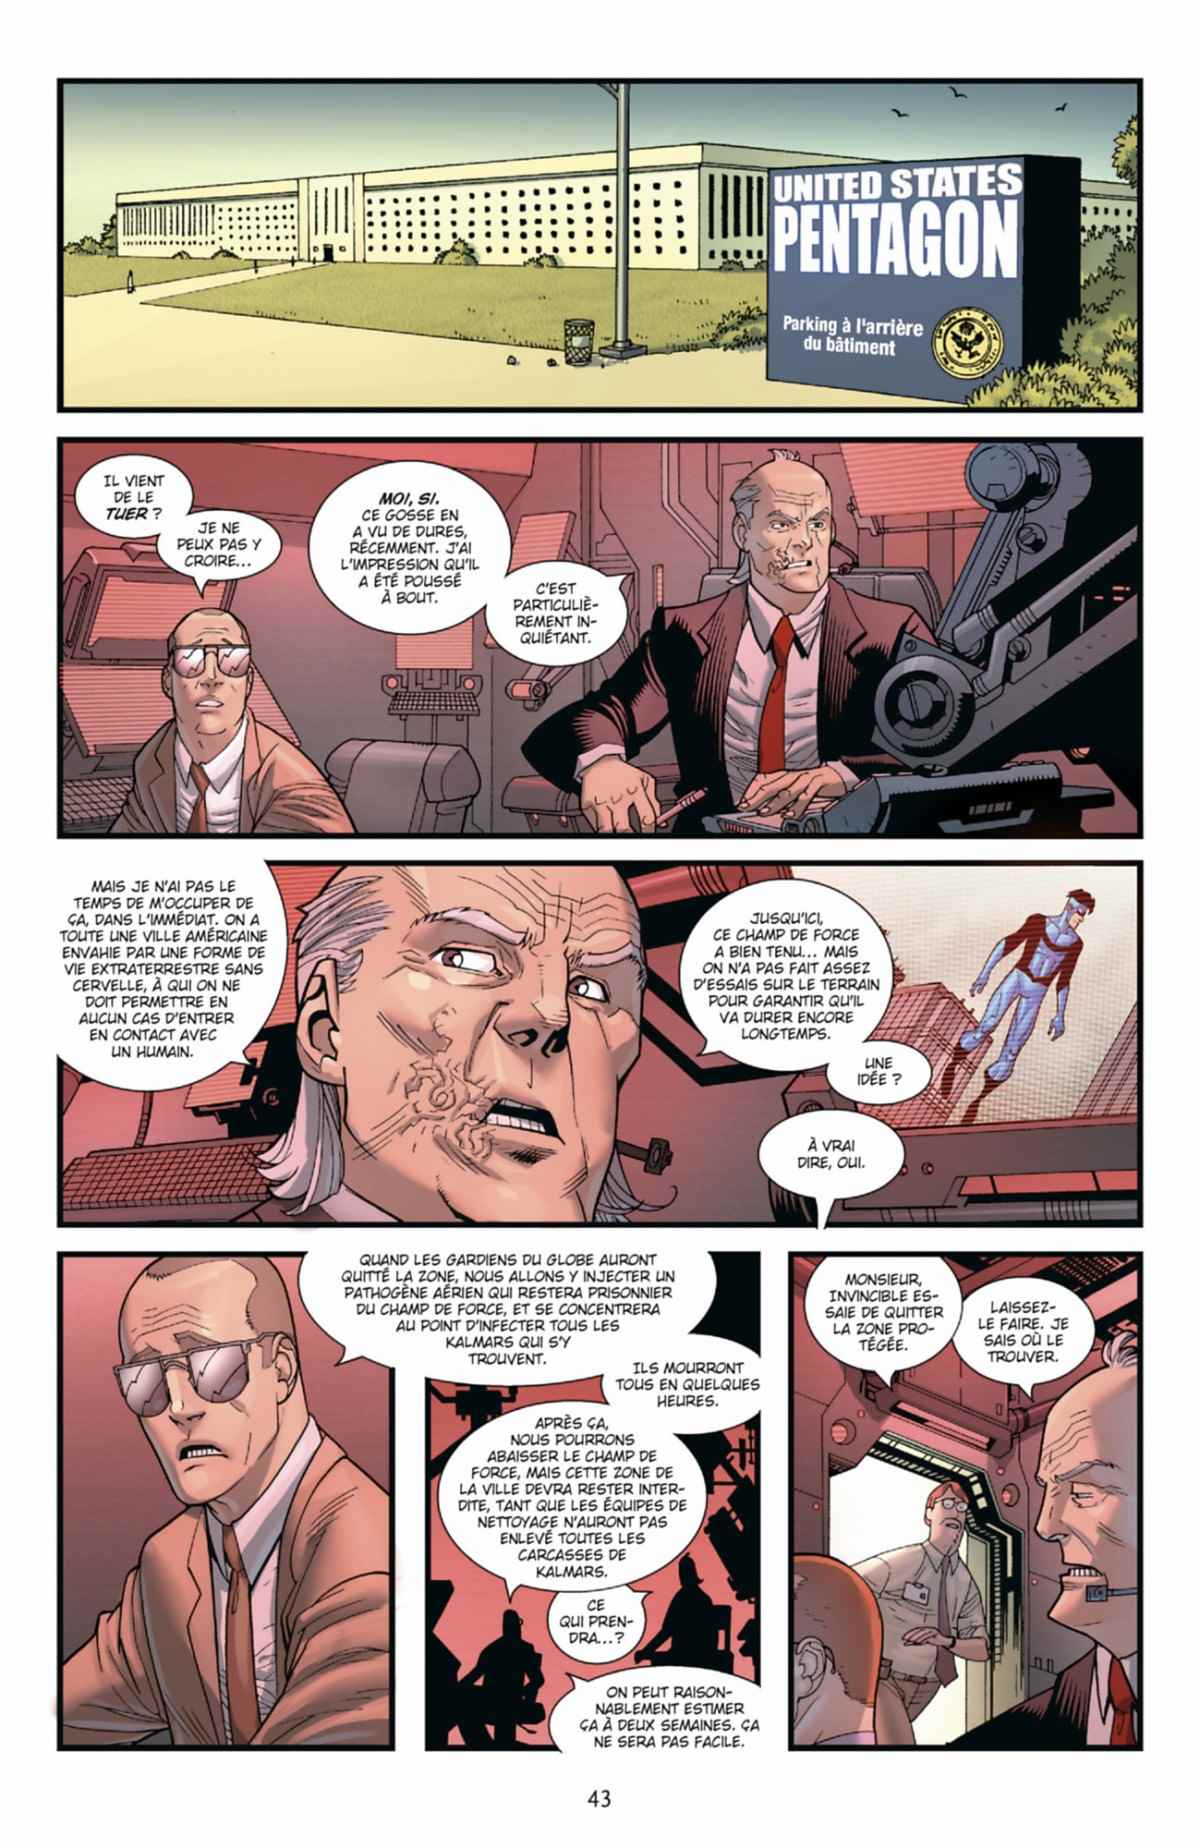 UNITED STATES
PENTAGON
Parking à l'arrière
du bâtiment
IL VIENT
DE LE
TUER ?
JE NE
PEUX PAS Y
CROIRE...
MOI, SI.
CE GOSSE EN
A VU DE DURES,
RÉCEMMENT. J'AI
L'IMPRESSION QU'IL
A ÉTÉ POUSSÉ
À BOUT.
C'EST
PARTICULIÈ-
REMENT IN-
QUIÉTANT.
MAIS JE N'AI PAS LE
TEMPS DE M'OCCUPER DE
ÇA, DANS L'IMMÉDIAT. ON A
TOUTE UNE VILLE AMÉRICAINE
ENVAHIE PAR UNE FORME DE
VIE EXTRATERRESTRE SANS
CERVELLE, À QUI ON NE
DOIT PERMETTRE EN
AUCUN CAS D'ENTRER
EN CONTACT AVEC
UN HUMAIN.
JUSQU'ICI,
CE CHAMP DE FORCE
A BIEN TENU... MAIS
ON N'A PAS FAIT ASSEZ
D'ESSAIS SUR LE TERRAIN
POUR GARANTIR QU'IL
VA DURER ENCORE
LONGTEMPS.
UNE
IDÉE ?
À VRAI
DIRE, OUI.
QUAND LES GARDIENS DU GLOBE AURONT
QUITTÉ LA ZONE, NOUS ALLONS Y INJECTER UN
PATHOGÈNE AÉRIEN QUI RESTERA PRISONNIER
DU CHAMP DE FORCE, ET SE CONCENTRERA
AU POINT D'INFECTER TOUS LES
KALMARS QUI S'Y
TROUVENT.
ILS MOURRONT
TOUS EN QUELQUES
HEURES.
APRÈS ÇA,
NOUS POURRONS
ABAISSER LE CHAMP DE
FORCE, MAIS CETTE ZONE DE
LA VILLE DEVRA RESTER INTER-
DITE, TANT QUE LES ÉQUIPES DE
NETTOYAGE N'AURONT PAS
ENLEVÉ TOUTES LES
CARCASSES DE
KALMARS.
CE
QUI PREN-
DRA...?
ON PEUT RAISON-
NABLEMENT ESTIMER
ÇA À DEUX SEMAINES. ÇA
NE SERA PAS FACILE.
MONSIEUR,
INVINCIBLE ES-
SAIE DE QUITTER
LA ZONE PRO-
TÉGÉE.
LAISSEZ-
LE FAIRE. JE
SAIS OÙ LE
TROUVER.
43